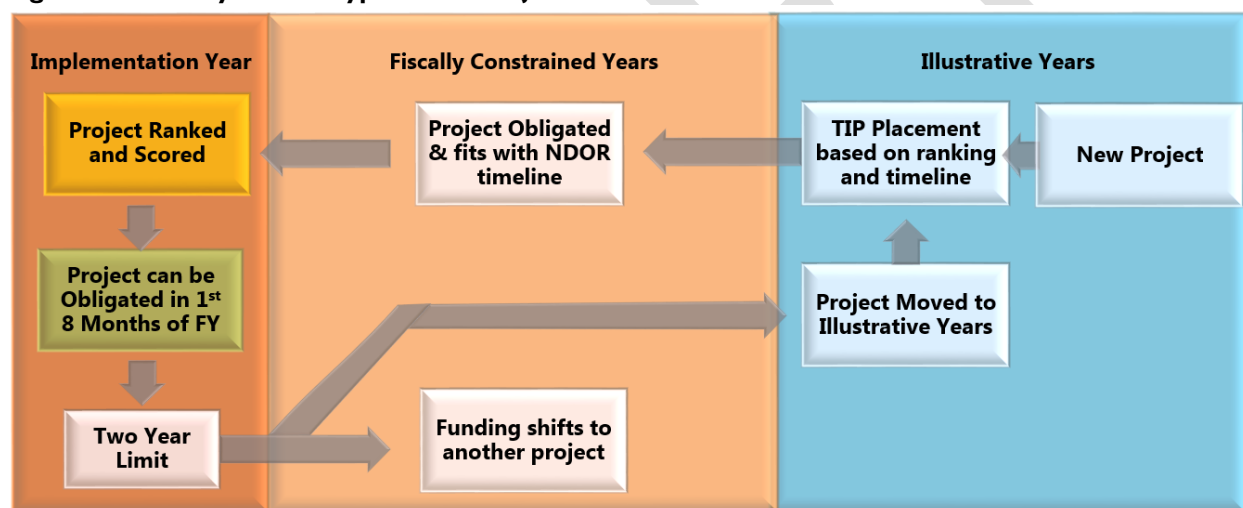 Implementation Year
Project Ranked
and Scored
Project can be
Obligated in 1st
8 Months of FY
Two Year
Limit
Fiscally Constrained Years
Project Obligated
& fits with NDOR
timeline
Funding shifts to
another project
Illustrative Years
TIP Placement
based on ranking
and timeline
New Project
Project Moved to
Illustrative Years